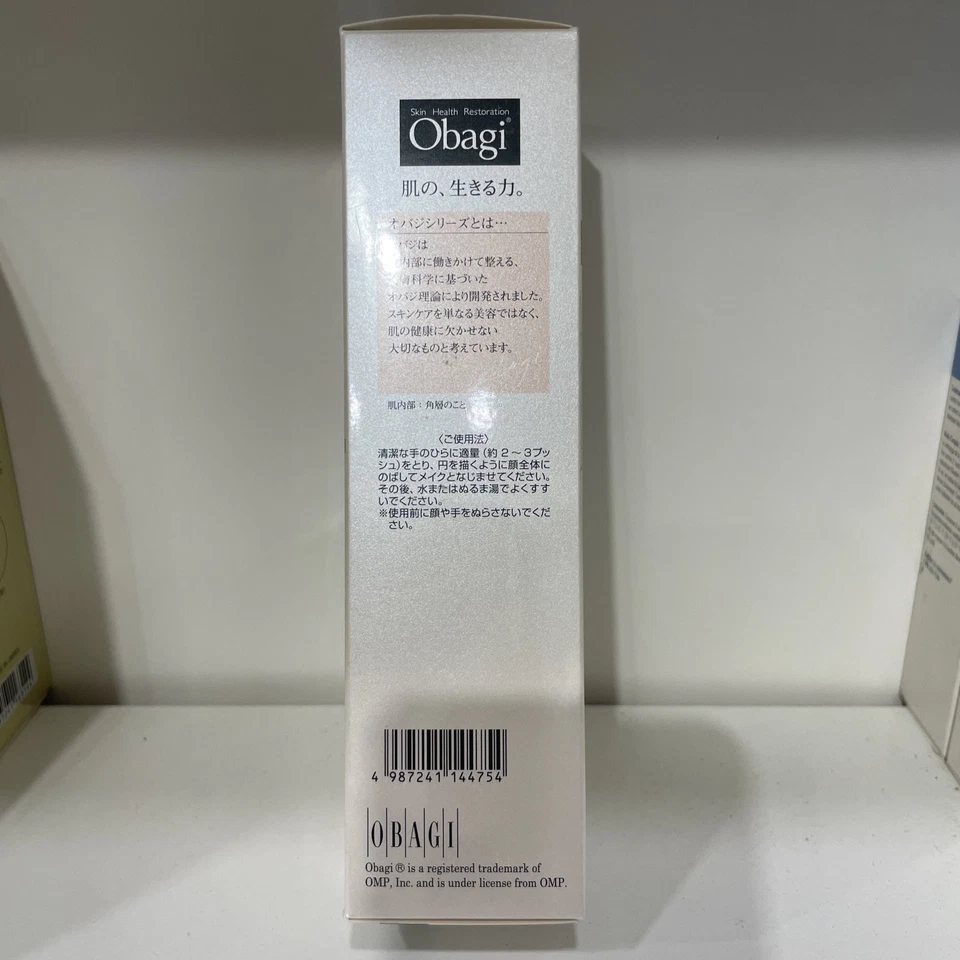 Skin Health Restoration
Obagi®
肌の、生きる力。
オバジシリーズとは…
バジは
内部に働きかけて整える、
科学に基づいた
オバジ理論により開発されました。
スキンケアを単なる美容ではなく、
肌の健康に欠かせない
大切なものと考えています。
肌内部：角層のこと
〈ご使用法〉
清潔な手のひらに適量（約２～３プッ
シュ）をとり、円を描くように顔全体に
のばしてメイクとなじませてください。
その後、水またはぬるま湯でよくすす
いでください。
※使用前に顔や手をぬらさないでくだ
さい。
4 987241 144754
OBAGI
Obagi ® is a registered trademark of
OMP, Inc. and is under license from OMP.